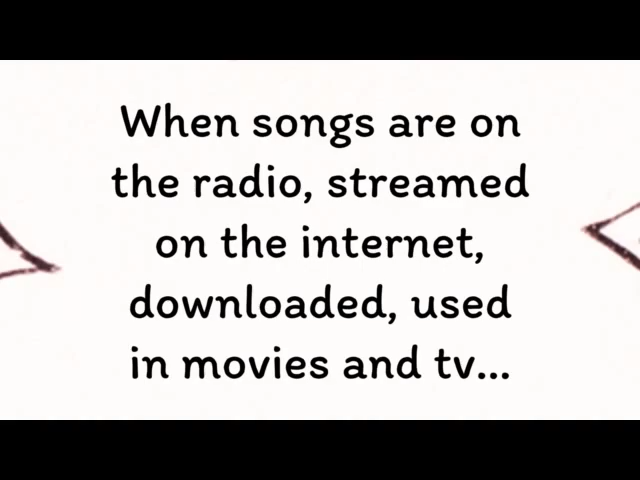 When songs are on
the radio, streamed
on the internet,
downloaded, used
in movies and tv...